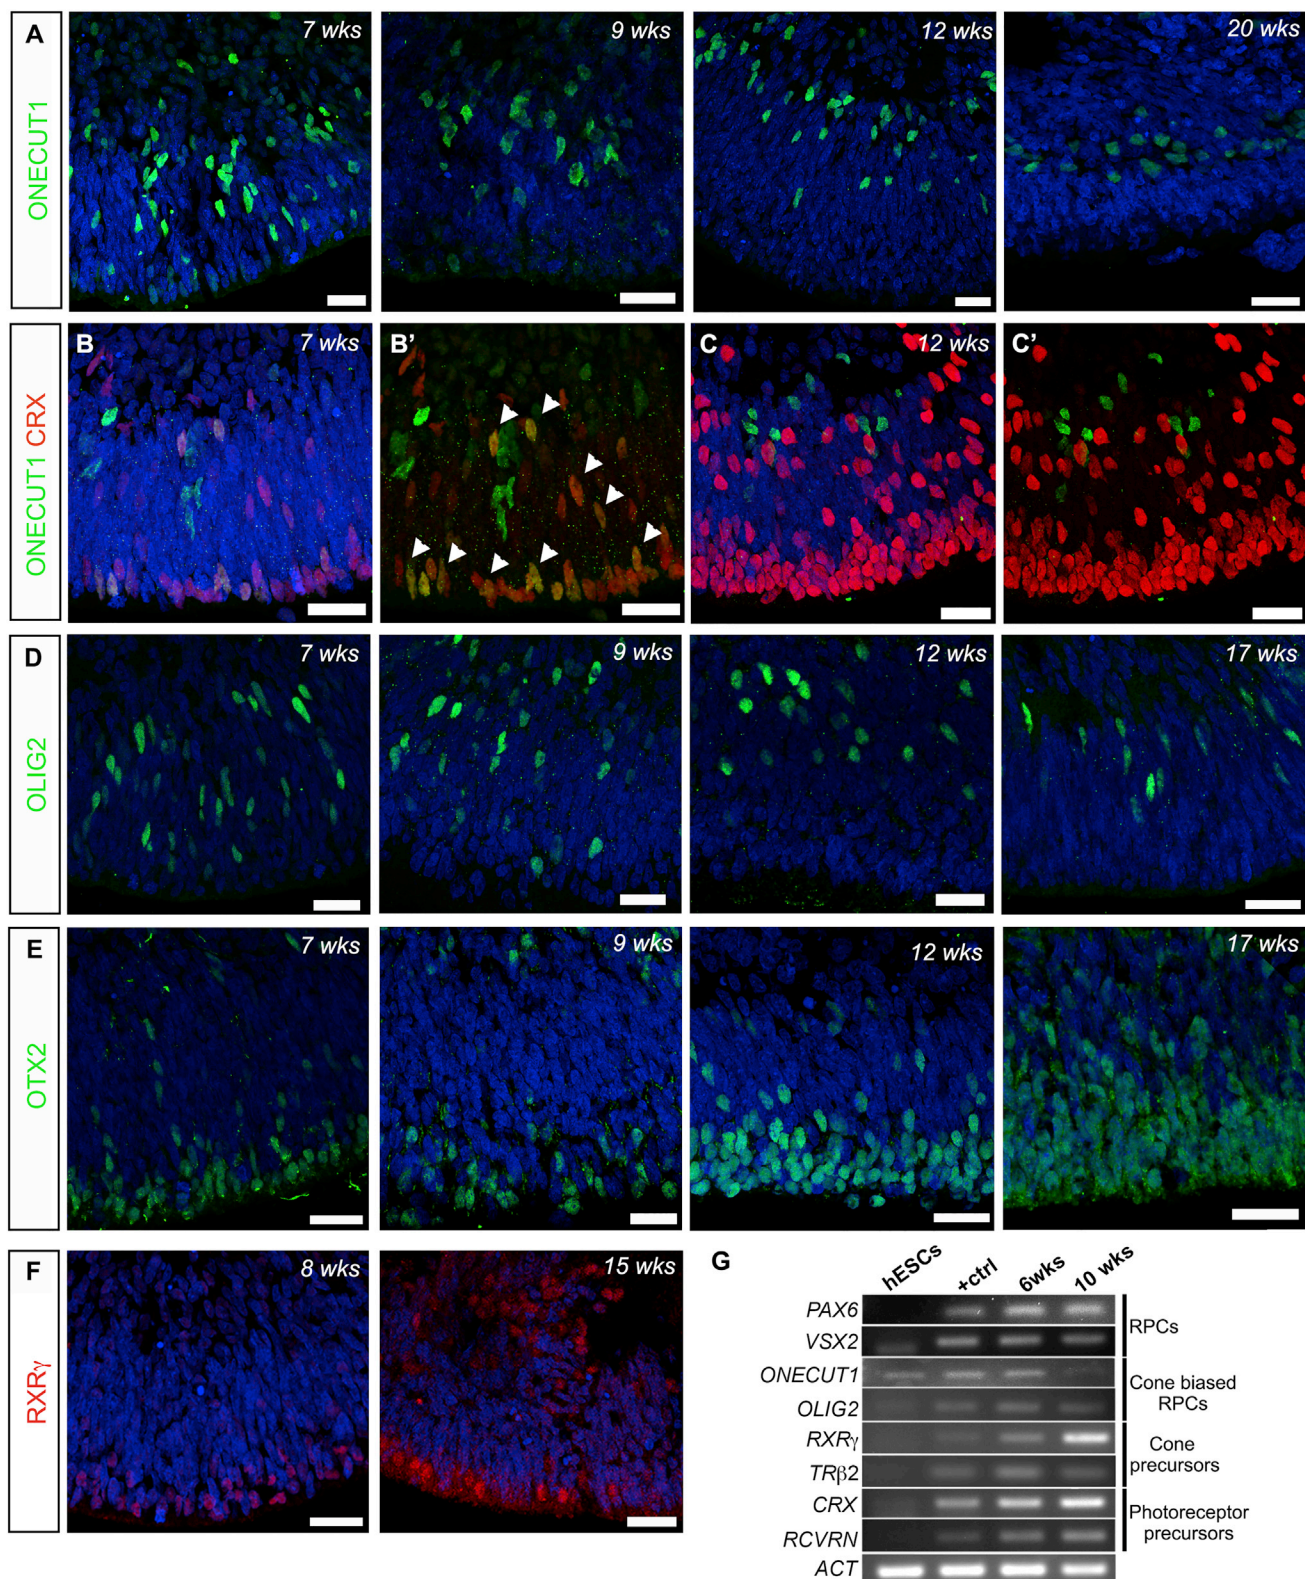 A
ONECUT1
7 wks
9 wks
12 wks
20 wks
ONECUT1 CRX
B
7 wks
B'
C
12 wks
C'
D
OLIG2
7 wks
9 wks
12 wks
17 wks
E
OTX2
7 wks
9 wks
12 wks
17 wks
F
RXRγ
8 wks
15 wks
G
hESCs
+ctrl
6wks
10 wks
PAX6
VSX2
RPCs
ONECUT1
OLIG2
Cone biased
RPCs
RXRγ
TRβ2
Cone
precursors
CRX
RCVRN
Photoreceptor
precursors
ACT